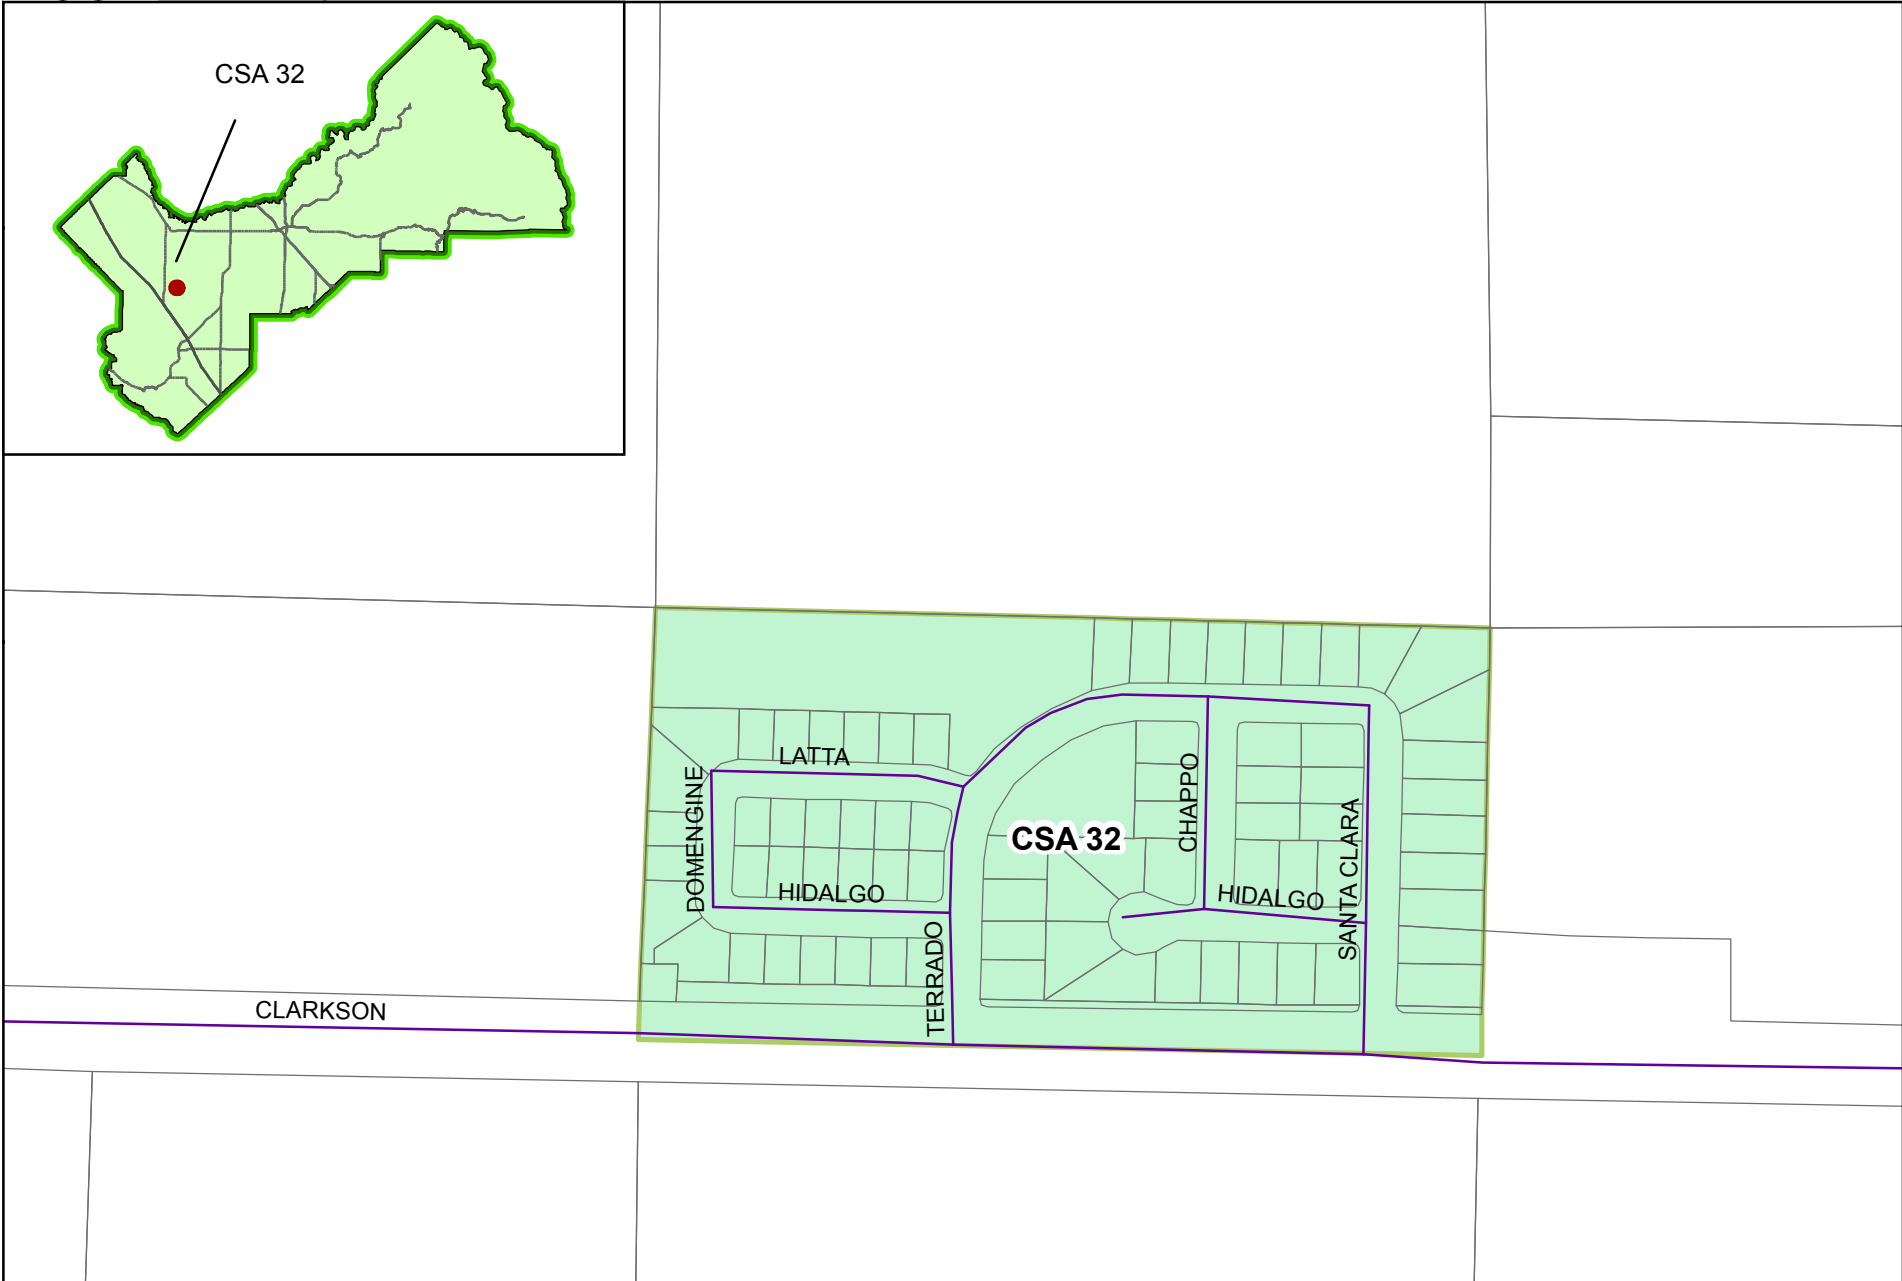 CSA 32
LATTA
DOMENGINE
CHAPPO
CSA 32
SANTA CLARA
HIDALGO
HIDALGO
TERRADO
CLARKSON